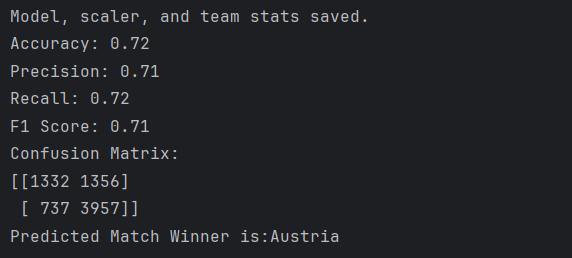 Model, scaler, and team stats saved.
Accuracy: 0.72
Precision: 0.71
Recall: 0.72
F1 Score: 0.71
Confusion Matrix:
[[1332 1356]
 [ 737 3957]]
Predicted Match Winner is:Austria